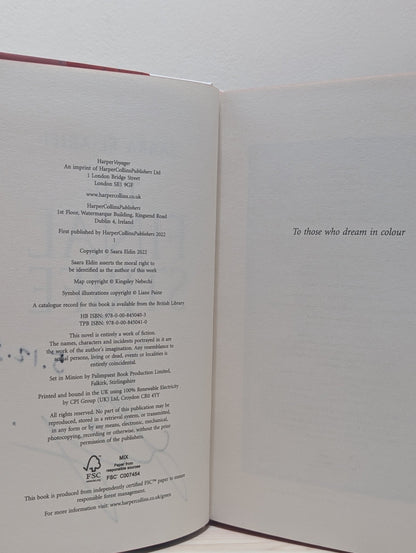 HarperVoyager
An imprint of HarperCollinsPublishers Ltd
1 London Bridge Street
London SE1 9GF
www.harpercollins.co.uk
HarperCollinsPublishers
1st Floor, Watermarque Building, Ringsend Road
Dublin 4, Ireland
First published by HarperCollinsPublishers 2022
1
Copyright © Saara Eldin 2022
Saara Eldin asserts the moral right to
be identified as the author of this work
Map copyright © Kingsley Nebechi
Symbol illustrations copyright © Liane Payne
A catalogue record for this book is available from the British Library
HB ISBN: 978-0-00-845040-3
TPB ISBN: 978-0-00-845041-0
This novel is entirely a work of fiction.
The names, characters and incidents portrayed in it are
the work of the author's imagination. Any resemblance to
actual persons, living or dead, events or localities is
entirely coincidental.
Set in Minion by Palimpsest Book Production Limited,
Falkirk, Stirlingshire
Printed and bound in the UK using 100% Renewable Electricity
by CPI Group (UK) Ltd, Croydon CR0 4YY
All rights reserved. No part of this publication may be
reproduced, stored in a retrieval system, or transmitted,
in any form or by any means, electronic, mechanical,
photocopying, recording or otherwise, without the prior
permission of the publishers.
FSC
MIX
Paper from
responsible sources
FSC C007454
This book is produced from independently certified FSC™ paper to ensure
responsible forest management.
For more information visit: www.harpercollins.co.uk/green
To those who dream in colour